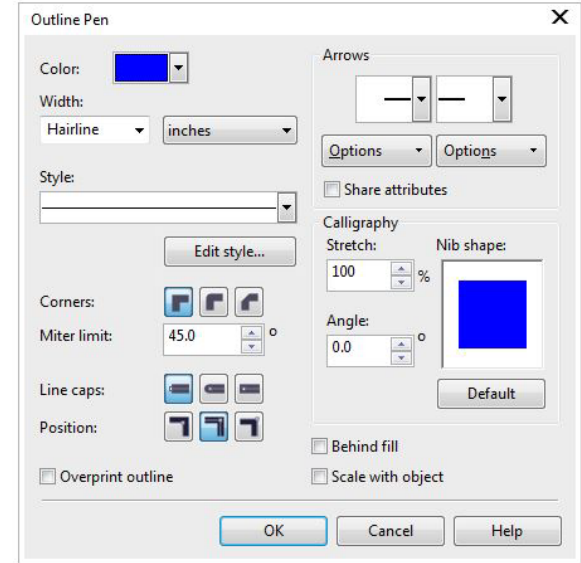 Outline Pen
Color:
Width:
Hairline
inches
Style:
Edit style...
Corners:
Miter limit:
45.0
o
Line caps:
Position:
Overprint outline
Arrows
Options
Options
Share attributes
Calligraphy
Stretch:
Nib shape:
100
%
Angle:
0.0
o
Default
Behind fill
Scale with object
OK
Cancel
Help